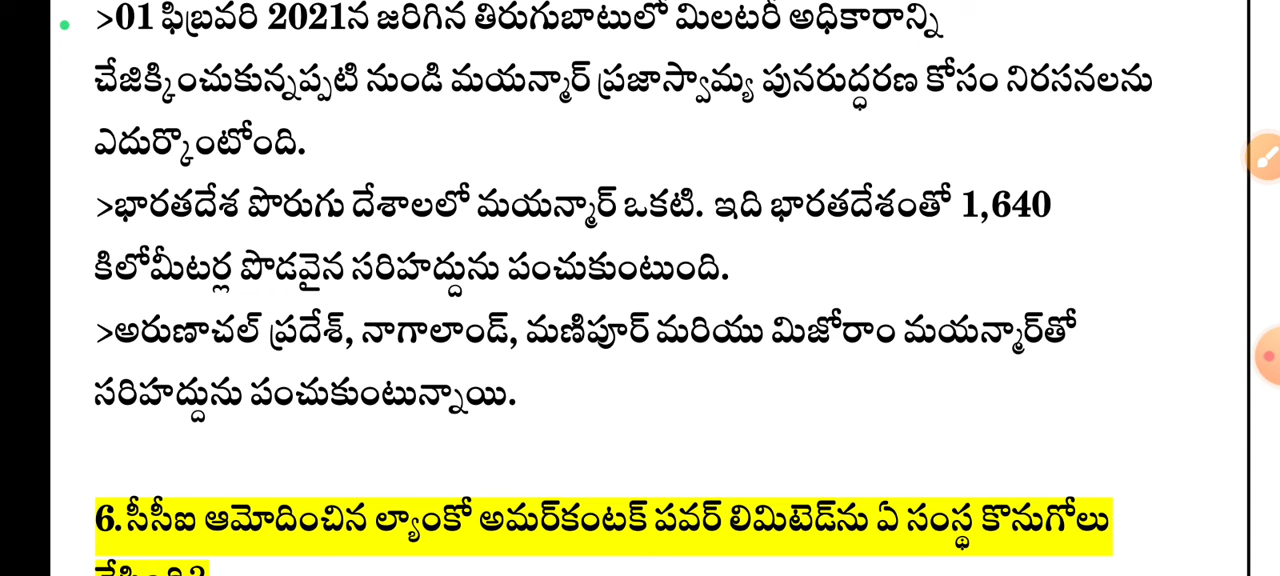 >01 ఫిబ్రవరి 2021న జరిగిన తిరుగుబాటులో మిలటరీ అధికారాన్ని
చేజిక్కించుకున్నప్పటి నుండి మయన్మార్ ప్రజాస్వామ్య పునరుద్ధరణ కోసం నిరసనలను
ఎదుర్కొంటోంది.
>భారతదేశ పొరుగు దేశాలలో మయన్మార్ ఒకటి. ఇది భారతదేశంతో 1,640
కిలోమీటర్ల పొడవైన సరిహద్దును పంచుకుంటుంది.
>అరుణాచల్ ప్రదేశ్, నాగాలాండ్, మణిపూర్ మరియు మిజోరాం మయన్మార్‌తో
సరిహద్దును పంచుకుంటున్నాయి.
6.సీసీఐ ఆమోదించిన ల్యాంకో అమర్‌కంటక్ పవర్ లిమిటెడ్‌ను ఏ సంస్థ కొనుగోలు